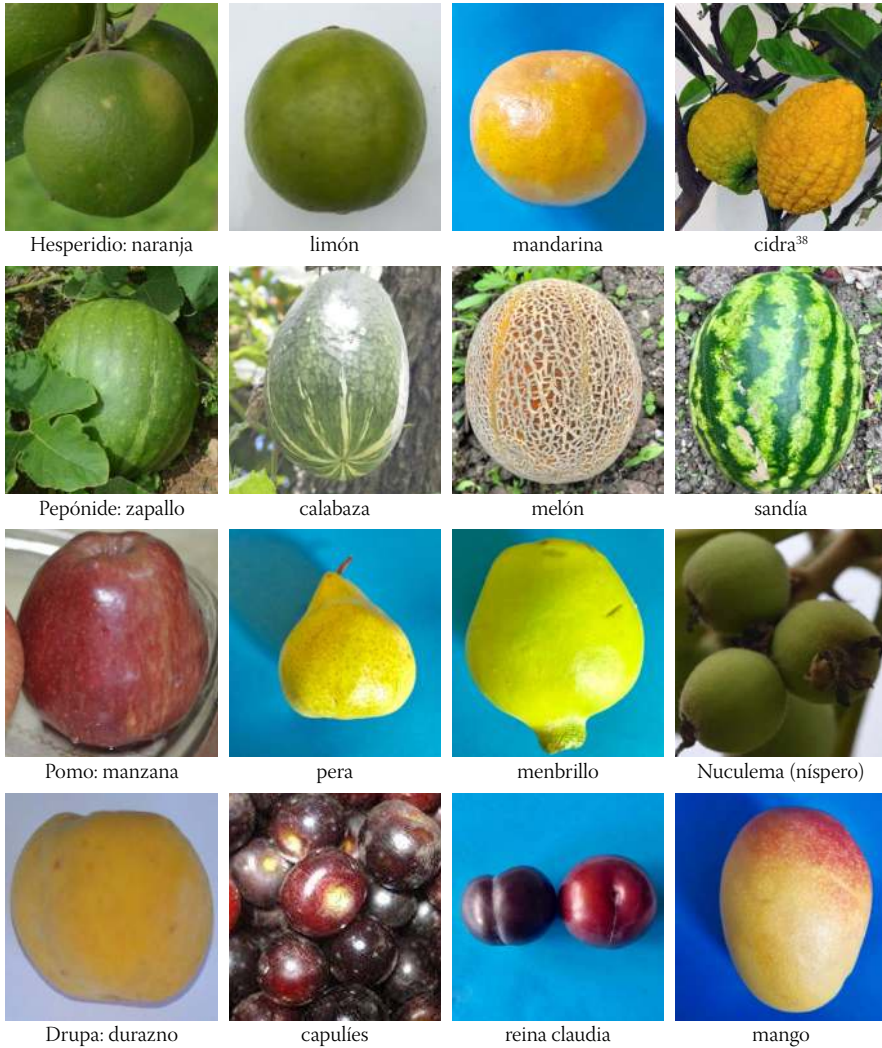 Hesperidio: naranja
limón
mandarina
cidra³⁸
Pepónide: zapallo
calabaza
melón
sandía
Pomo: manzana
pera
menbrillo
Nuculema (níspero)
Drupa: durazno
capulíes
reina claudia
mango